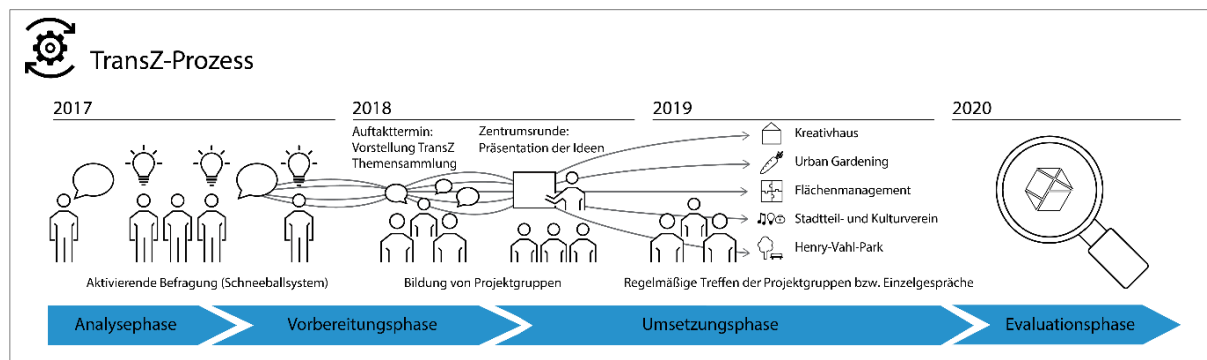 TransZ-Prozess
2017
2018
2019
2020
Auftakttermin:
Vorstellung TransZ
Themensammlung
Zentrumsrunde:
Präsentation der Ideen
Kreativhaus
Urban Gardening
Flächenmanagement
Stadtteil- und Kulturverein
Henry-Vahl-Park
Aktivierende Befragung (Schneeballsystem)
Bildung von Projektgruppen
Regelmäßige Treffen der Projektgruppen bzw. Einzelgespräche
Analysephase
Vorbereitungsphase
Umsetzungsphase
Evaluationsphase